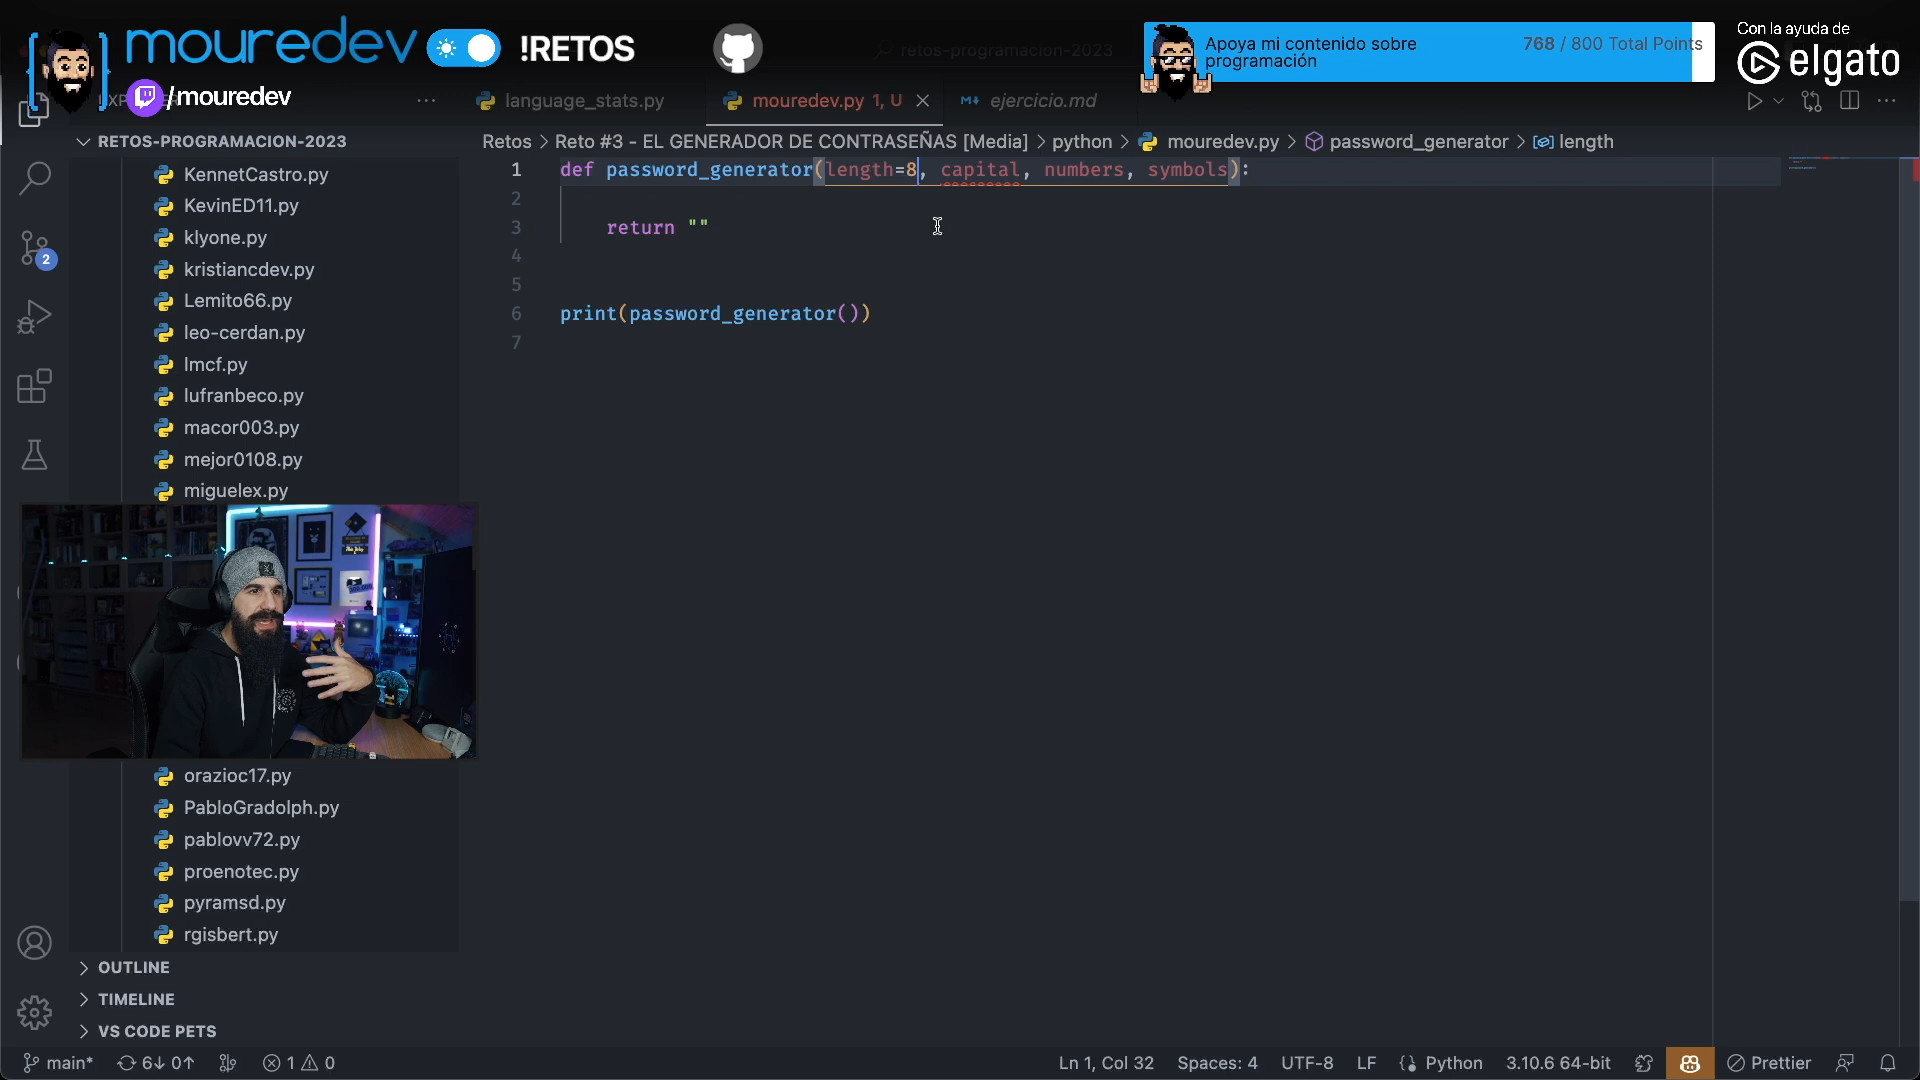 mouredev
!RETOS
/mouredev
Apoya mi contenido sobre
programación
768 / 800 Total Points
Con la ayuda de
elgato
retos-programacion-2023
language_stats.py
mouredev.py 1, U
ejercicio.md
RETOS-PROGRAMACION-2023
Retos > Reto #3 - EL GENERADOR DE CONTRASEÑAS [Media] > python > mouredev.py > password_generator > length
KennetCastro.py
KevinED11.py
klyone.py
kristiancdev.py
Lemito66.py
leo-cerdan.py
lmcf.py
lufranbeco.py
macor003.py
mejor0108.py
miguelex.py
orazioc17.py
PabloGradolph.py
pablovv72.py
proenotec.py
pyramsd.py
rgisbert.py
OUTLINE
TIMELINE
VS CODE PETS
2
1 def password_generator(length=8, capital, numbers, symbols):
2
3 return ""
4
5
6 print(password_generator())
7
main* 6↓ 0↑ 1 0
Ln 1, Col 32 Spaces: 4 UTF-8 LF Python 3.10.6 64-bit Prettier